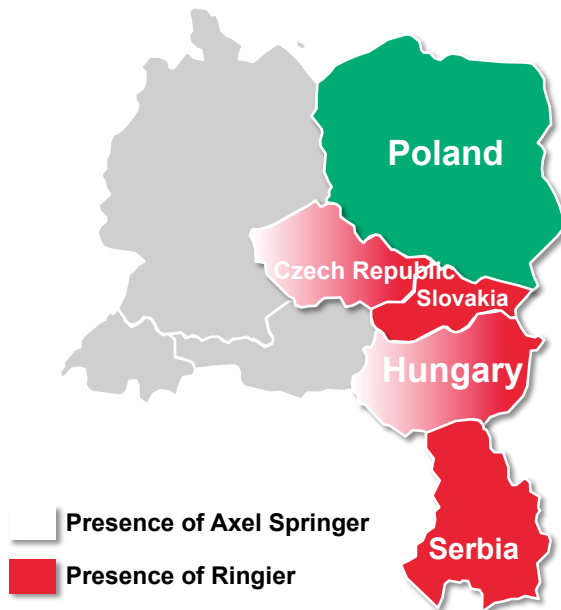 Poland
Czech Republic
Slovakia
Hungary
Serbia
Presence of Axel Springer
Presence of Ringier